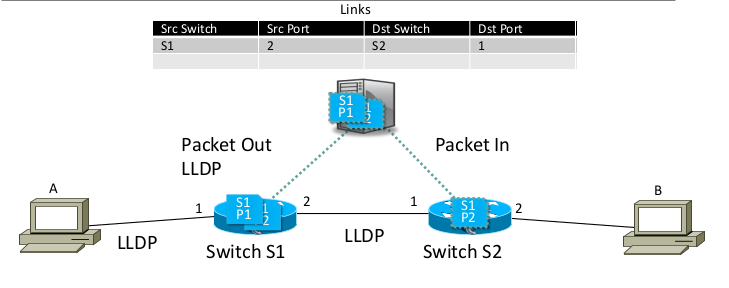 Links
Src Switch Src Port Dst Switch Dst Port
S1 2 S2 1
S1
P1
1
2
Packet Out
LLDP
Packet In
A
B
1
S1
P1
1
2
2
1
S1
P2
2
LLDP
LLDP
Switch S1
Switch S2